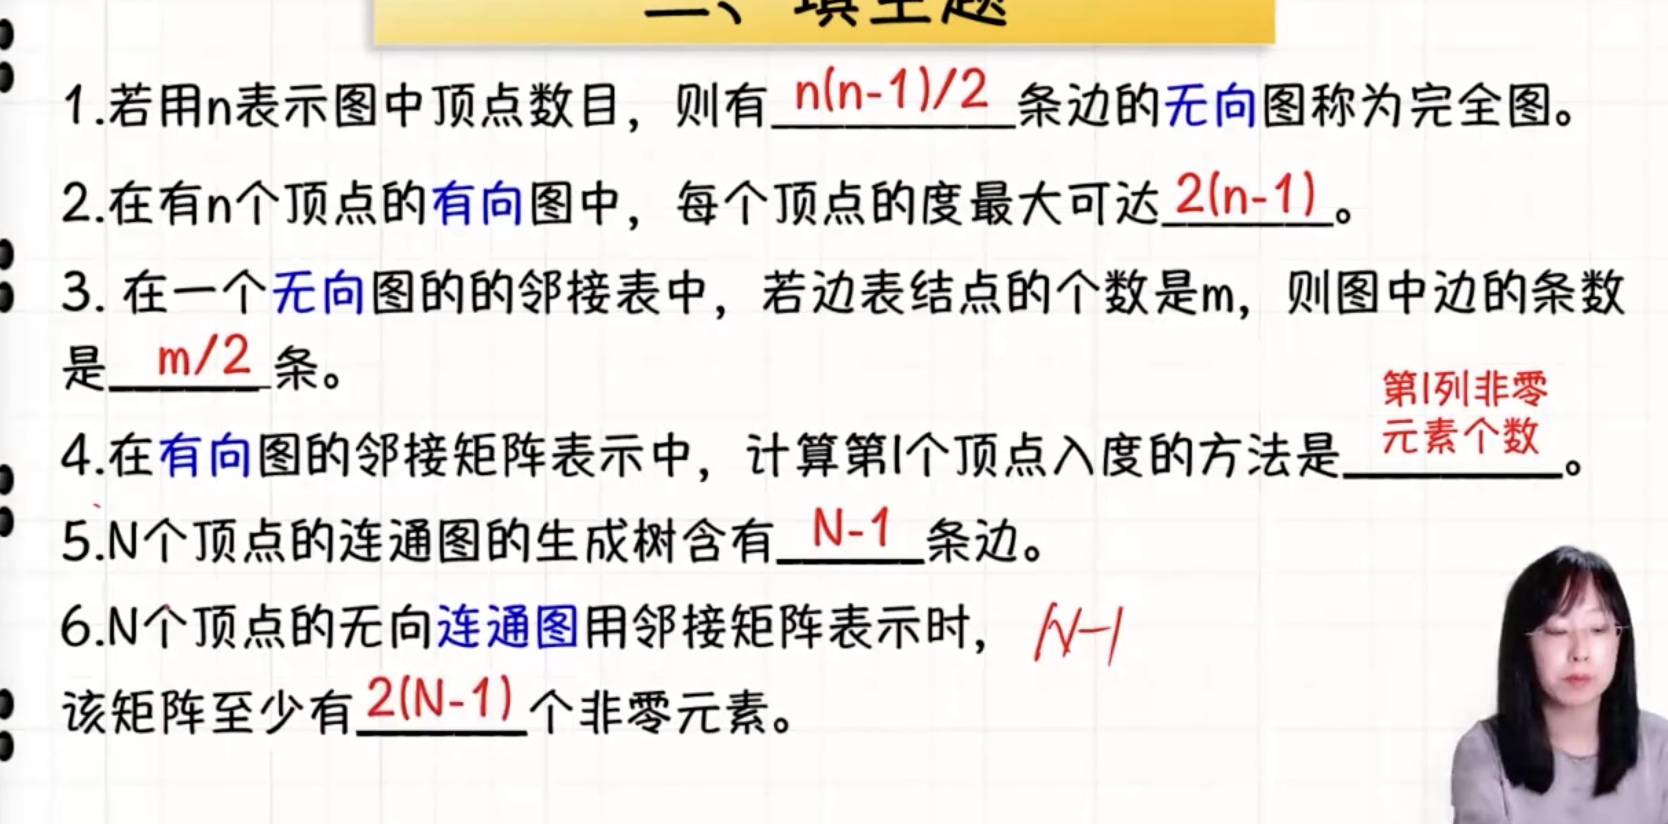 二、填空题
1.若用n表示图中顶点数目，则有n(n-1)/2条边的无向图称为完全图。
2.在有n个顶点的有向图中，每个顶点的度最大可达2(n-1)。
3. 在一个无向图的的邻接表中，若边表结点的个数是m，则图中边的条数
是m/2条。
第I列非零
元素个数
4.在有向图的邻接矩阵表示中，计算第I个顶点入度的方法是______。
5.N个顶点的连通图的生成树含有N-1条边。
6.N个顶点的无向连通图用邻接矩阵表示时， N-1
该矩阵至少有2(N-1)个非零元素。